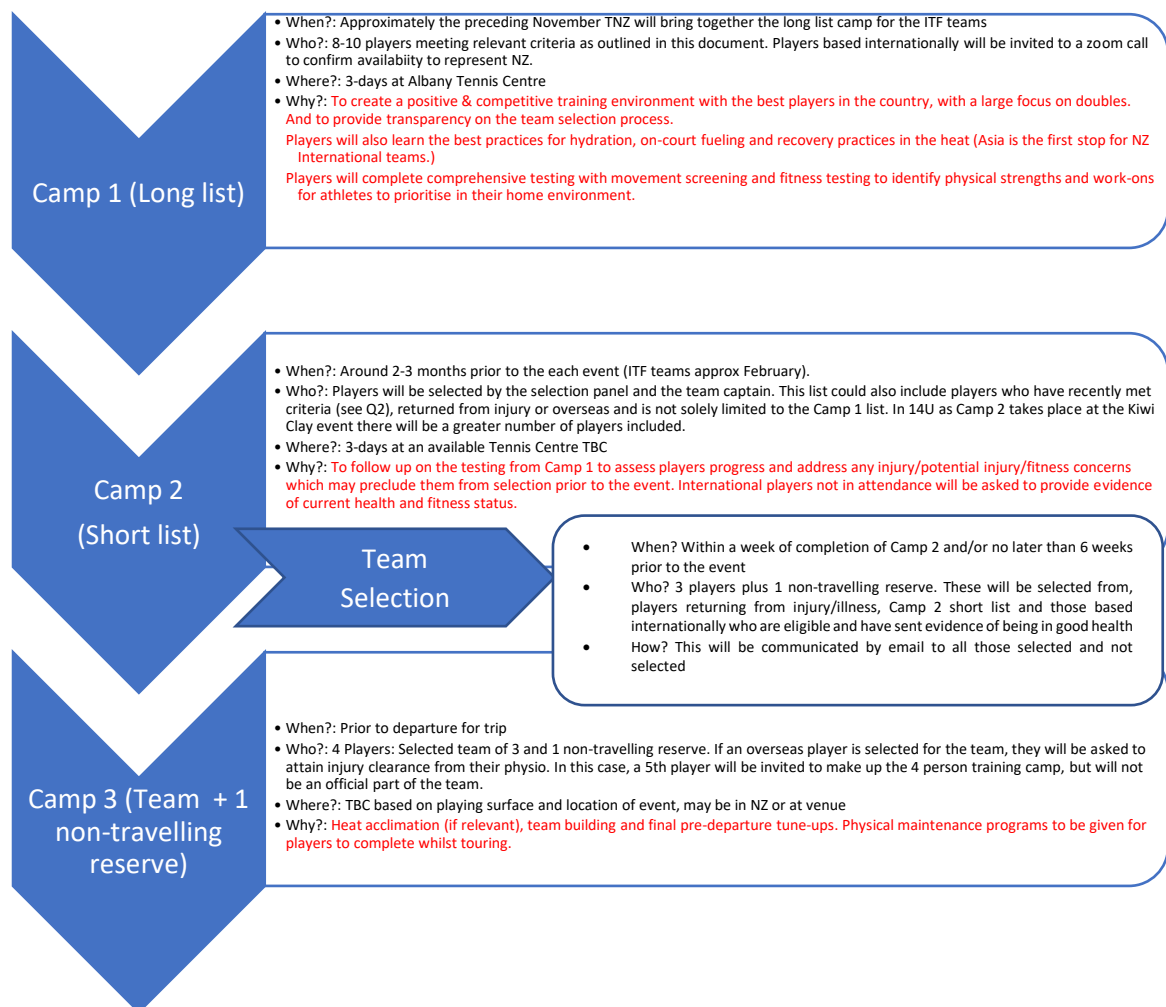 • When?: Approximately the preceding November TNZ will bring together the long list camp for the ITF teams
• Who?: 8-10 players meeting relevant criteria as outlined in this document. Players based internationally will be invited to a zoom call
to confirm availabiity to represent NZ.
• Where?: 3-days at Albany Tennis Centre
• Why?: To create a positive & competitive training environment with the best players in the country, with a large focus on doubles.
And to provide transparency on the team selection process.
Players will also learn the best practices for hydration, on-court fueling and recovery practices in the heat (Asia is the first stop for NZ
International teams.)
Players will complete comprehensive testing with movement screening and fitness testing to identify physical strengths and work-ons
for athletes to prioritise in their home environment.
Camp 1 (Long list)
• When?: Around 2-3 months prior to the each event (ITF teams approx February).
• Who?: Players will be selected by the selection panel and the team captain. This list could also include players who have recently met
criteria (see Q2), returned from injury or overseas and is not solely limited to the Camp 1 list. In 14U as Camp 2 takes place at the Kiwi
Clay event there will be a greater number of players included.
• Where?: 3-days at an available Tennis Centre TBC
• Why?: To follow up on the testing from Camp 1 to assess players progress and address any injury/potential injury/fitness concerns
which may preclude them from selection prior to the event. International players not in attendance will be asked to provide evidence
of current health and fitness status.
Camp 2
(Short list)
Team
Selection
• When? Within a week of completion of Camp 2 and/or no later than 6 weeks
prior to the event
• Who? 3 players plus 1 non-travelling reserve. These will be selected from,
players returning from injury/illness, Camp 2 short list and those based
internationally who are eligible and have sent evidence of being in good health
• How? This will be communicated by email to all those selected and not
selected
• When?: Prior to departure for trip
• Who?: 4 Players: Selected team of 3 and 1 non-travelling reserve. If an overseas player is selected for the team, they will be asked to
attain injury clearance from their physio. In this case, a 5th player will be invited to make up the 4 person training camp, but will not
be an official part of the team.
• Where?: TBC based on playing surface and location of event, may be in NZ or at venue
• Why?: Heat acclimation (if relevant), team building and final pre-departure tune-ups. Physical maintenance programs to be given for
players to complete whilst touring.
Camp 3 (Team + 1
non-travelling
reserve)